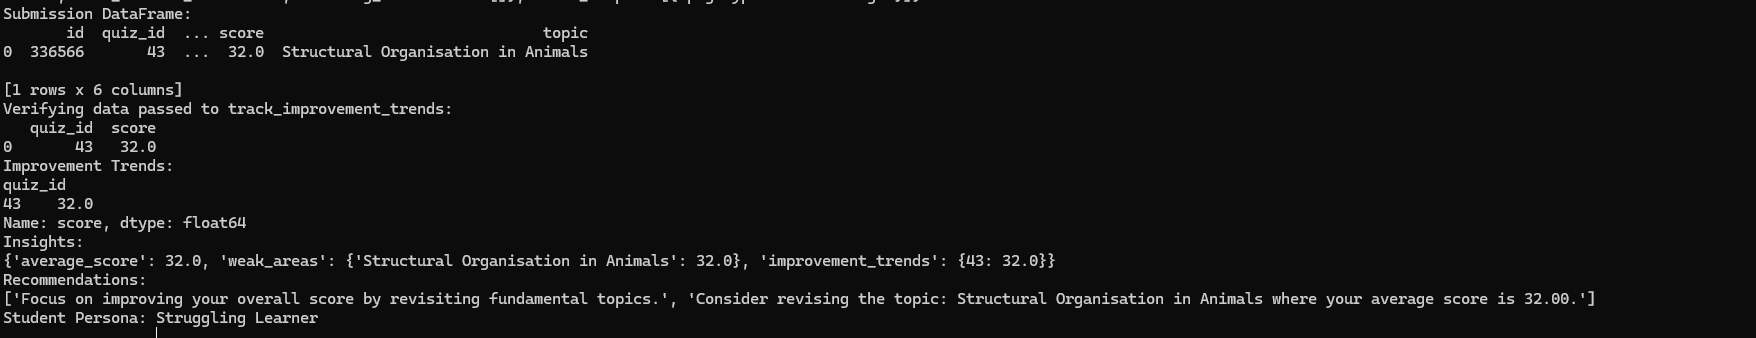 Submission DataFrame:
id quiz_id ... score topic
0 336566 43 ... 32.0 Structural Organisation in Animals
[1 rows x 6 columns]
Verifying data passed to track_improvement_trends:
quiz_id score
0 43 32.0
Improvement Trends:
quiz_id
43 32.0
Name: score, dtype: float64
Insights:
{'average_score': 32.0, 'weak_areas': {'Structural Organisation in Animals': 32.0}, 'improvement_trends': {43: 32.0}}
Recommendations:
['Focus on improving your overall score by revisiting fundamental topics.', 'Consider revising the topic: Structural Organisation in Animals where your average score is 32.00.']
Student Persona: Struggling Learner